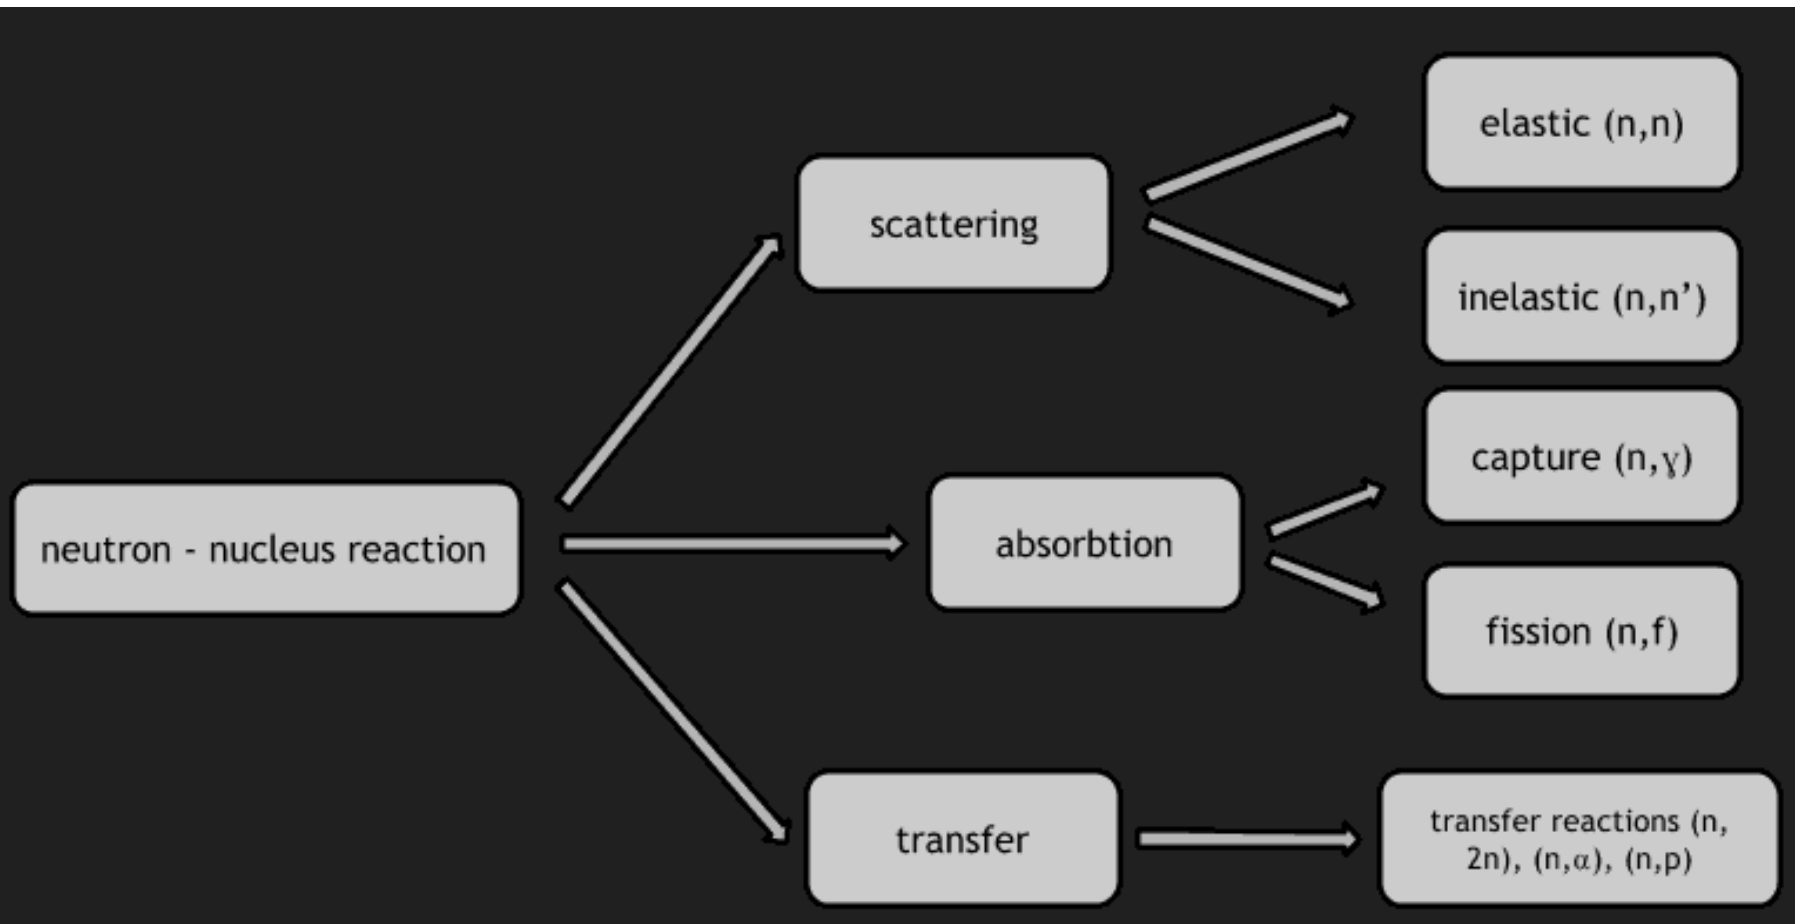 elastic (n,n)
scattering
inelastic (n,n’)
capture (n,γ)
neutron - nucleus reaction
absorbtion
fission (n,f)
transfer
transfer reactions (n,
2n), (n,α), (n,p)